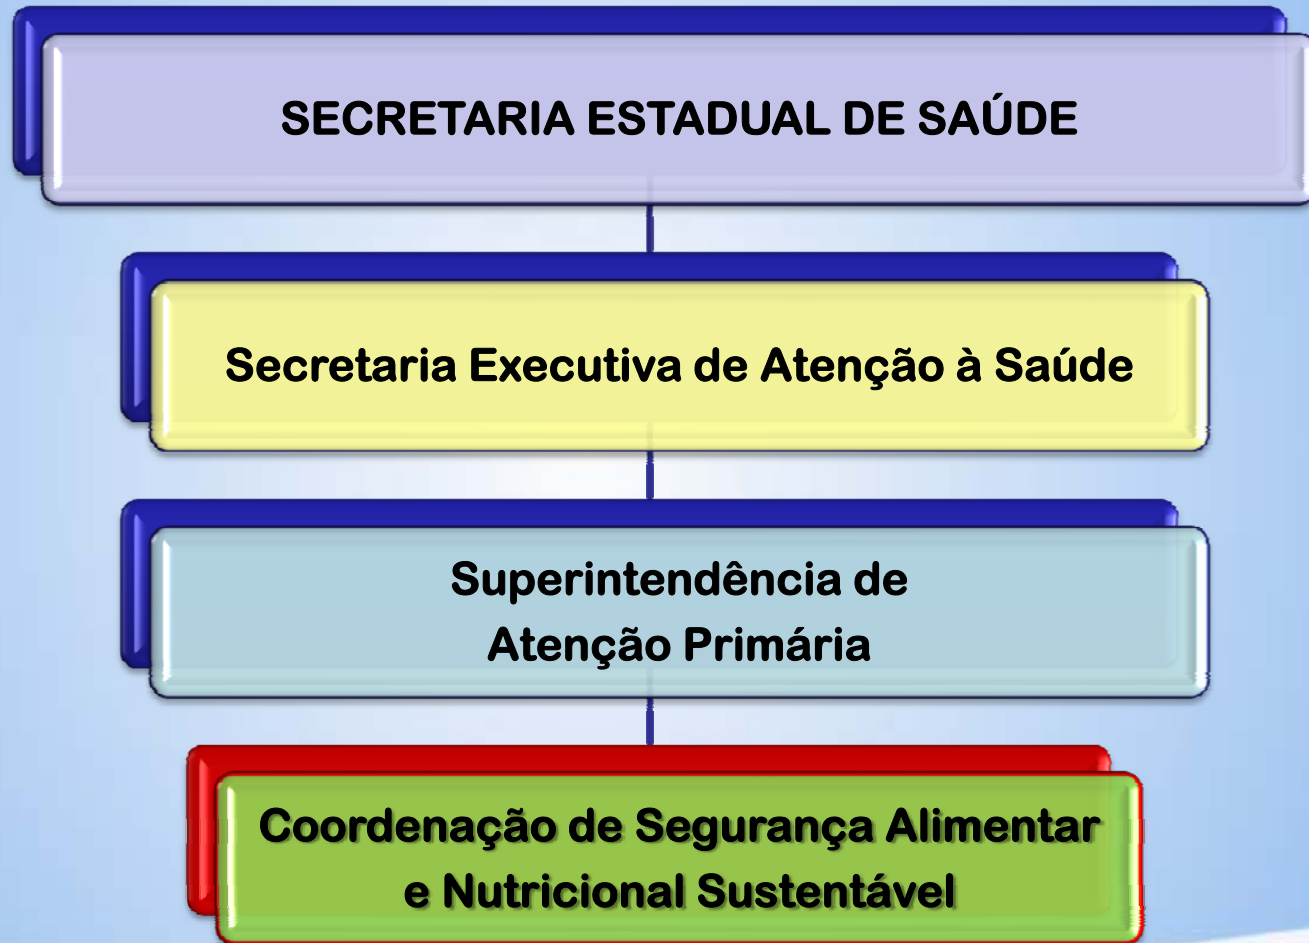 SECRETARIA ESTADUAL DE SAÚDE
Secretaria Executiva de Atenção à Saúde
Superintendência de
Atenção Primária
Coordenação de Segurança Alimentar
e Nutricional Sustentável